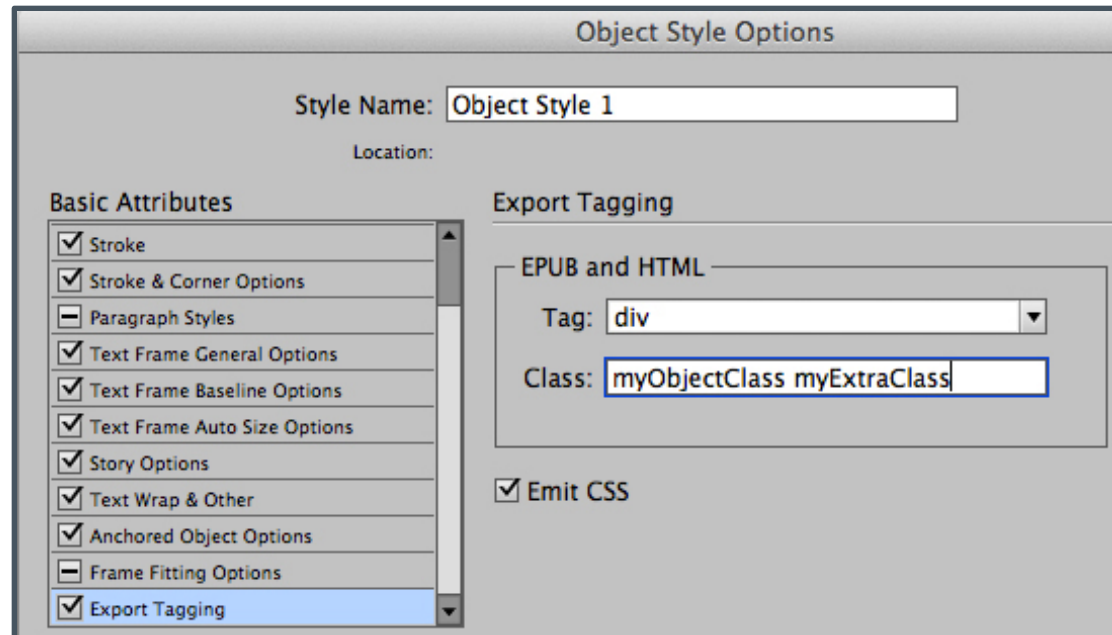 Object Style Options
Style Name: Object Style 1
Location:
Basic Attributes
Stroke
Stroke & Corner Options
Paragraph Styles
Text Frame General Options
Text Frame Baseline Options
Text Frame Auto Size Options
Story Options
Text Wrap & Other
Anchored Object Options
Frame Fitting Options
Export Tagging
Export Tagging
EPUB and HTML
Tag: div
Class: myObjectClass myExtraClass
Emit CSS